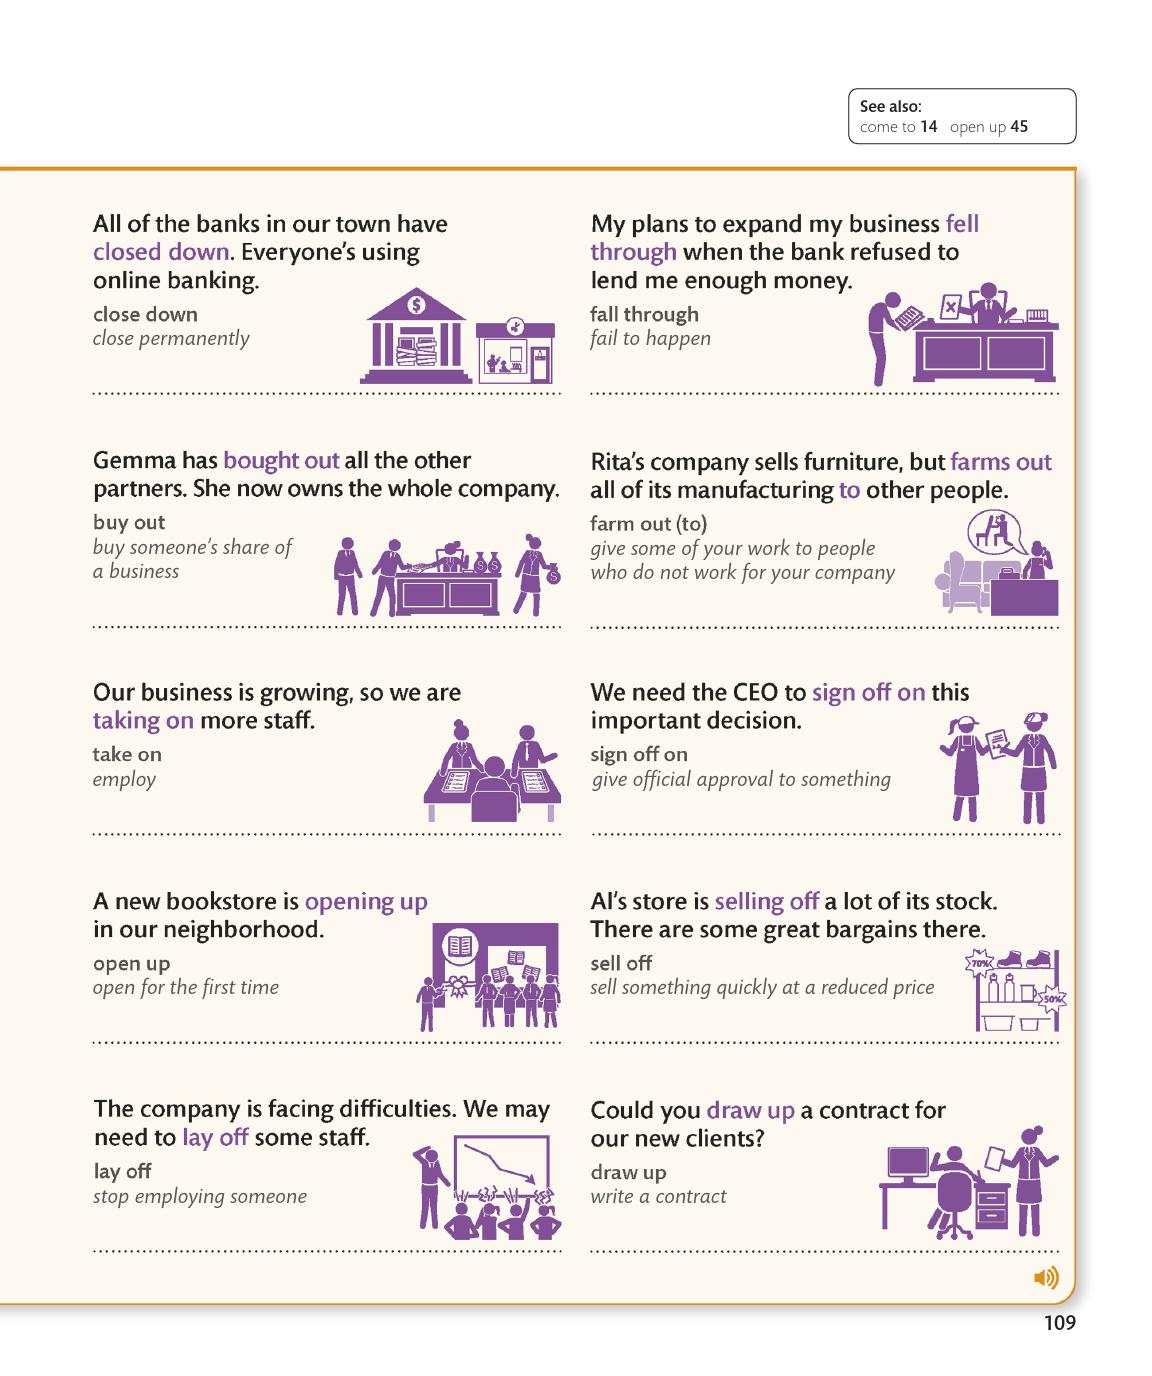 See also:
come to 14 open up 45
All of the banks in our town have
closed down. Everyone's using
online banking.
close down
close permanently
My plans to expand my business fell
through when the bank refused to
lend me enough money.
fall through
fail to happen
Gemma has bought out all the other
partners. She now owns the whole company.
buy out
buy someone's share of
a business
Rita's company sells furniture, but farms out
all of its manufacturing to other people.
farm out (to)
give some of your work to people
who do not work for your company
Our business is growing, so we are
taking on more staff.
take on
employ
We need the CEO to sign off on this
important decision.
sign off on
give official approval to something
A new bookstore is opening up
in our neighborhood.
open up
open for the first time
Al's store is selling off a lot of its stock.
There are some great bargains there.
sell off
sell something quickly at a reduced price
70%
50%
The company is facing difficulties. We may
need to lay off some staff.
lay off
stop employing someone
Could you draw up a contract for
our new clients?
draw up
write a contract
109